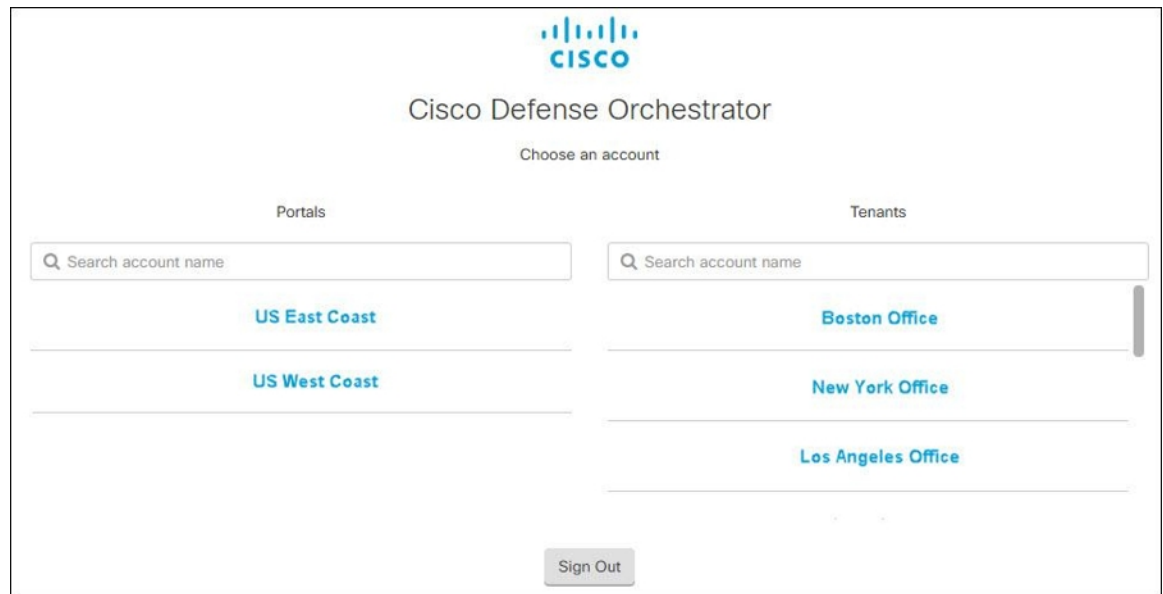 CISCO
Cisco Defense Orchestrator
Choose an account
Portals
Search account name
US East Coast
US West Coast
Tenants
Search account name
Boston Office
New York Office
Los Angeles Office
Sign Out